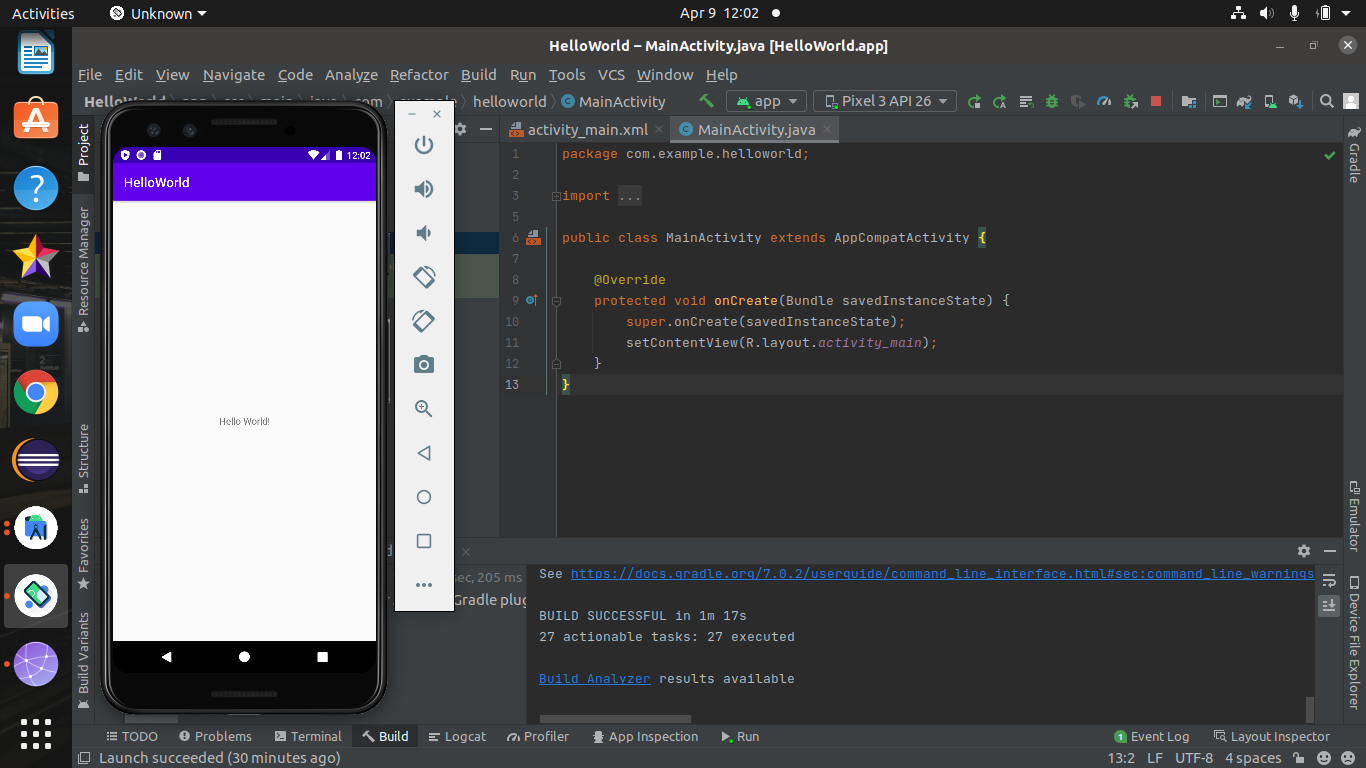 Activities
Unknown
Apr 9 12:02
HelloWorld – MainActivity.java [HelloWorld.app]
File Edit View Navigate Code Analyze Refactor Build Run Tools VCS Window Help
HelloWorld
helloworld
MainActivity
app
Pixel 3 API 26
Project
Resource Manager
Structure
Favorites
Build Variants
12:02
HelloWorld
Hello World!
activity_main.xml
MainActivity.java
1 package com.example.helloworld;
2
3 import ...
5
6 public class MainActivity extends AppCompatActivity {
7
8 @Override
9 protected void onCreate(Bundle savedInstanceState) {
10 super.onCreate(savedInstanceState);
11 setContentView(R.layout.activity_main);
12 }
13 }
Gradle
Emulator
Device File Explorer
sec, 205 ms
Gradle plug
See https://docs.gradle.org/7.0.2/userguide/command_line_interface.html#sec:command_line_warnings
BUILD SUCCESSFUL in 1m 17s
27 actionable tasks: 27 executed
Build Analyzer results available
TODO Problems Terminal Build Logcat Profiler App Inspection Run
1 Event Log Layout Inspector
Launch succeeded (30 minutes ago)
13:2 LF UTF-8 4 spaces